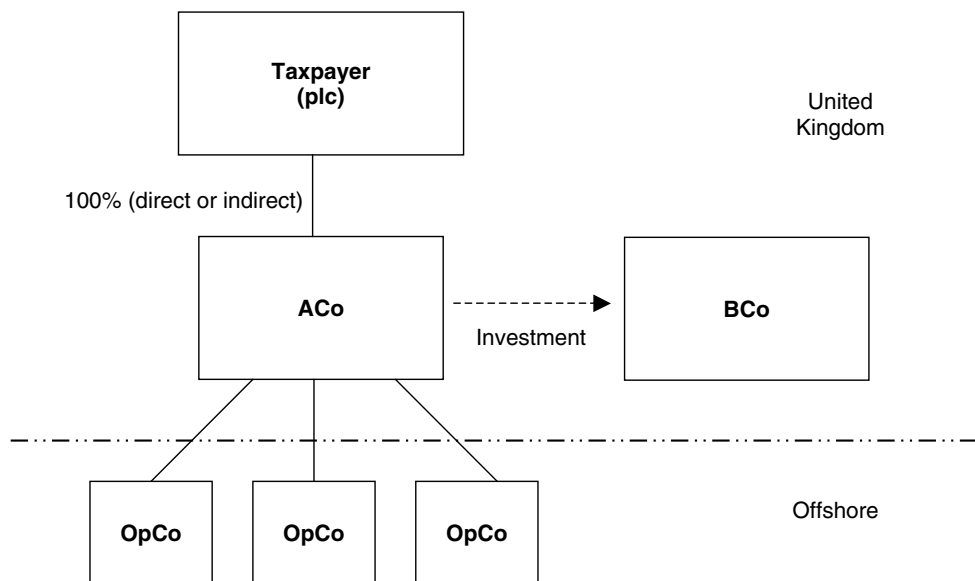 Taxpayer
(plc)
United
Kingdom
100% (direct or indirect)
ACo
Investment
BCo
OpCo
OpCo
OpCo
Offshore